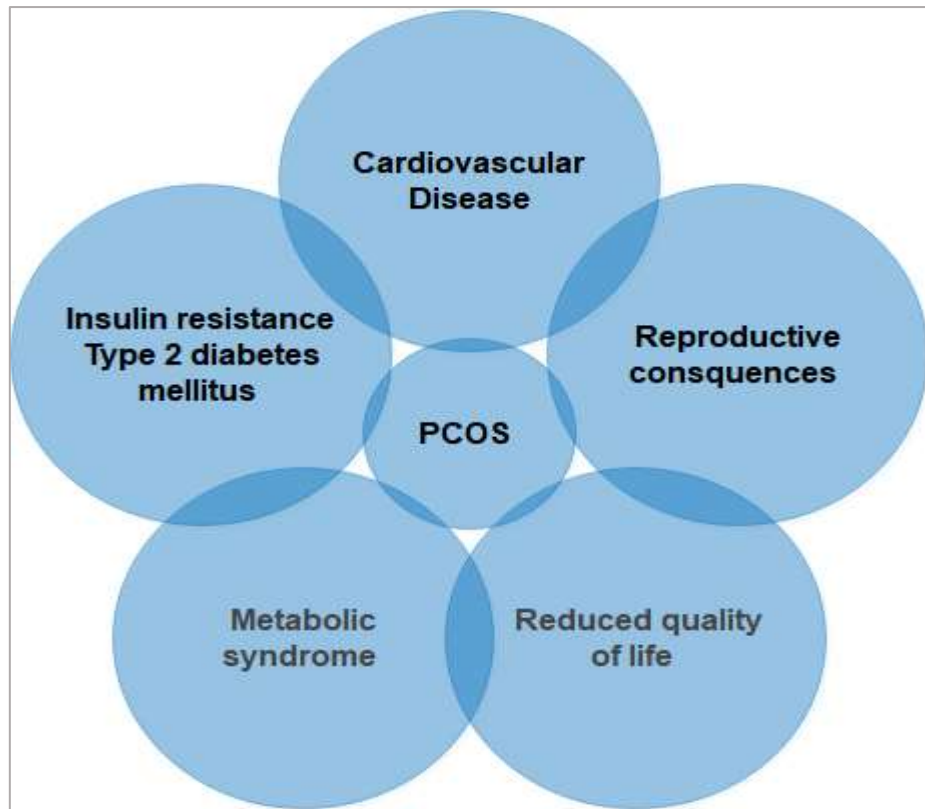 Cardiovascular
Disease
Insulin resistance
Type 2 diabetes
mellitus
Reproductive
consquences
PCOS
Metabolic
syndrome
Reduced quality
of life